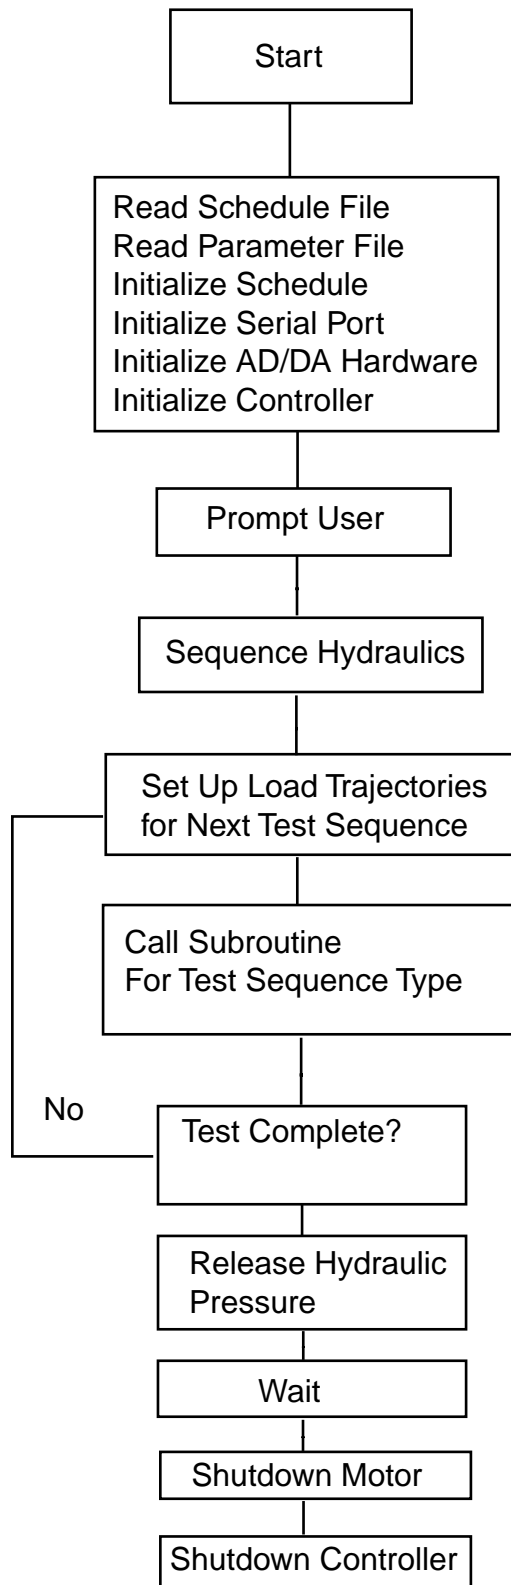 Start
Read Schedule File
Read Parameter File
Initialize Schedule
Initialize Serial Port
Initialize AD/DA Hardware
Initialize Controller
Prompt User
Sequence Hydraulics
Set Up Load Trajectories
for Next Test Sequence
Call Subroutine
For Test Sequence Type
No
Test Complete?
Release Hydraulic
Pressure
Wait
Shutdown Motor
Shutdown Controller